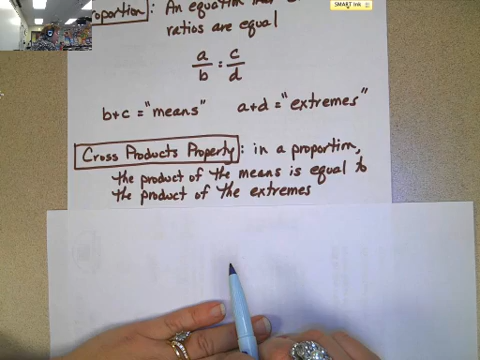 oportion: An equation that
ratios are equal
a/b = c/d
b+c = "means" a+d = "extremes"
Cross Products Property: in a proportion,
the product of the means is equal to
the product of the extremes
SMART Ink